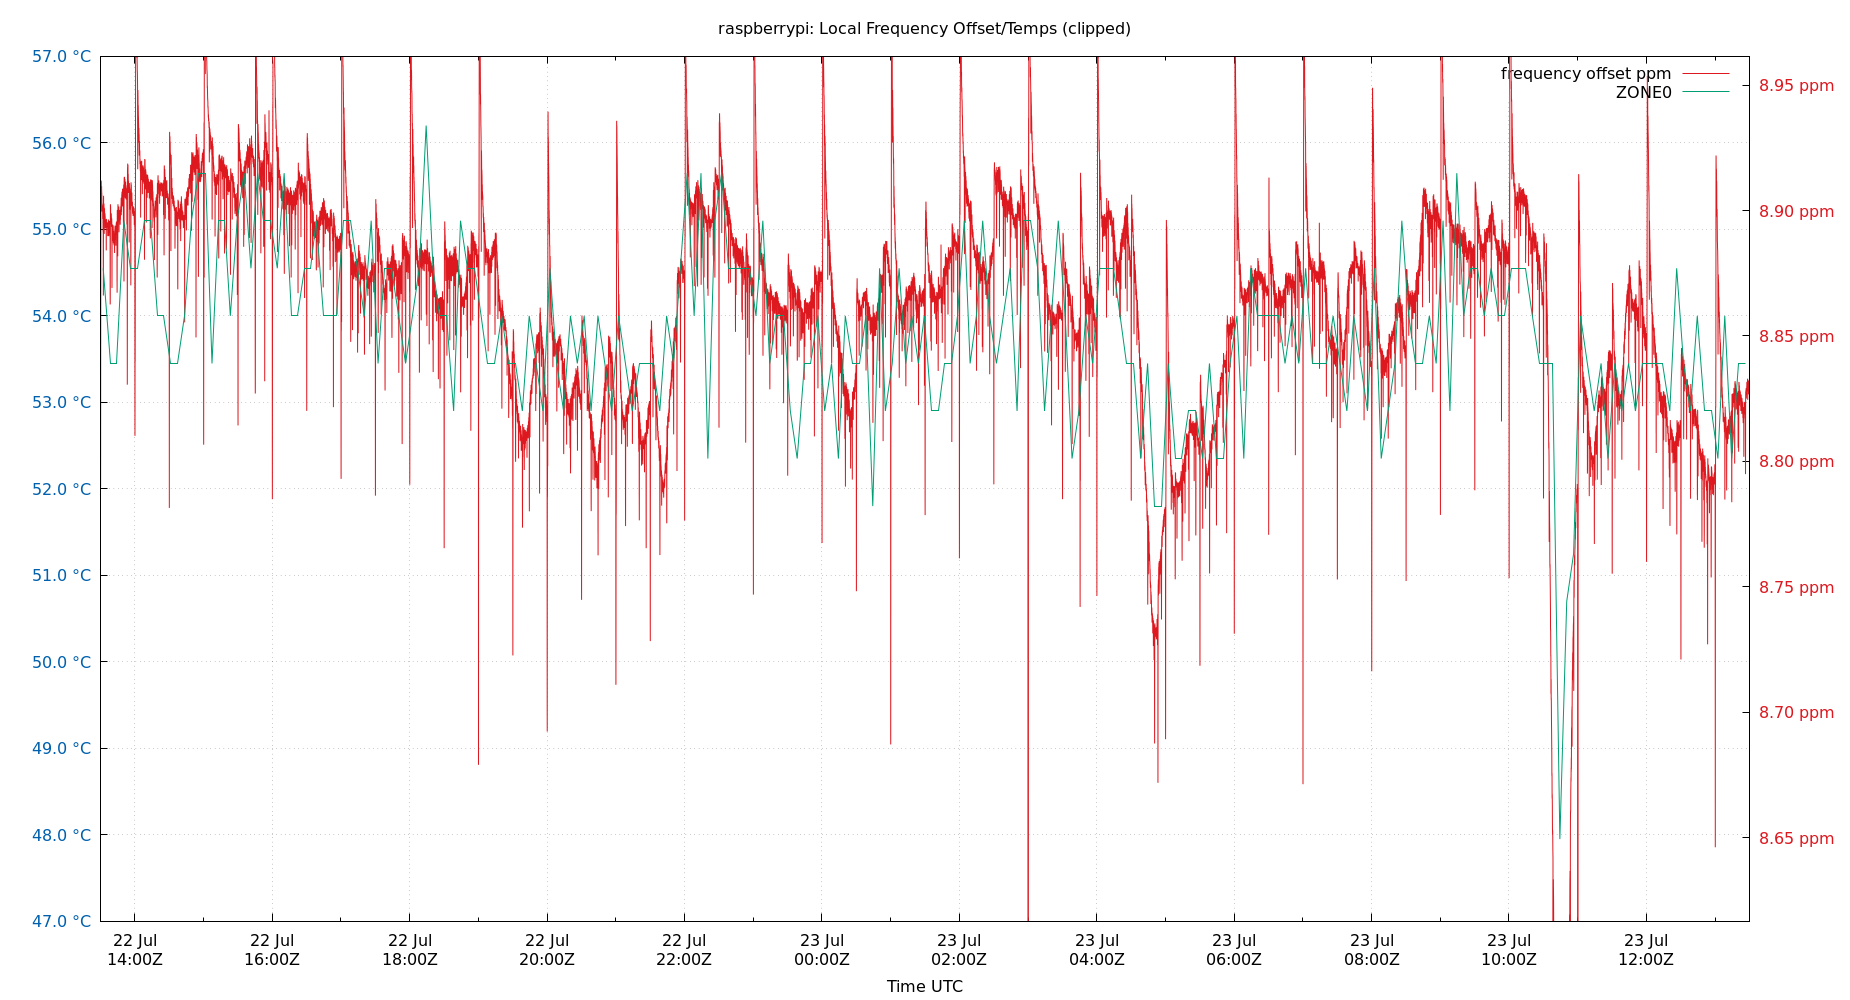 raspberrypi: Local Frequency Offset/Temps (clipped)
57.0 °C
56.0 °C
55.0 °C
54.0 °C
53.0 °C
52.0 °C
51.0 °C
50.0 °C
49.0 °C
48.0 °C
47.0 °C
frequency offset ppm
ZONE0
8.95 ppm
8.90 ppm
8.85 ppm
8.80 ppm
8.75 ppm
8.70 ppm
8.65 ppm
22 Jul 22 Jul 22 Jul 22 Jul 22 Jul 23 Jul 23 Jul 23 Jul 23 Jul 23 Jul 23 Jul 23 Jul
14:00Z 16:00Z 18:00Z 20:00Z 22:00Z 00:00Z 02:00Z 04:00Z 06:00Z 08:00Z 10:00Z 12:00Z
Time UTC